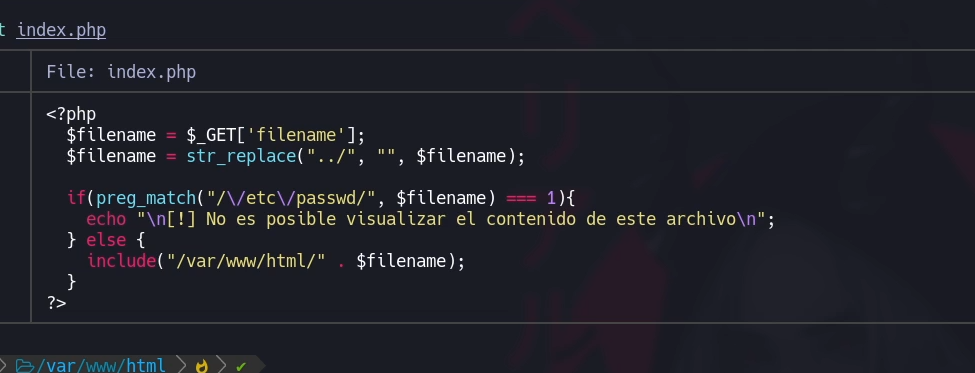 t index.php
File: index.php
<?php
  $filename = $_GET['filename'];
  $filename = str_replace("../", "", $filename);

  if(preg_match("/\/etc\/passwd/", $filename) === 1){
    echo "\n[!] No es posible visualizar el contenido de este archivo\n";
  } else {
    include("/var/www/html/" . $filename);
  }
?>
/var/www/html